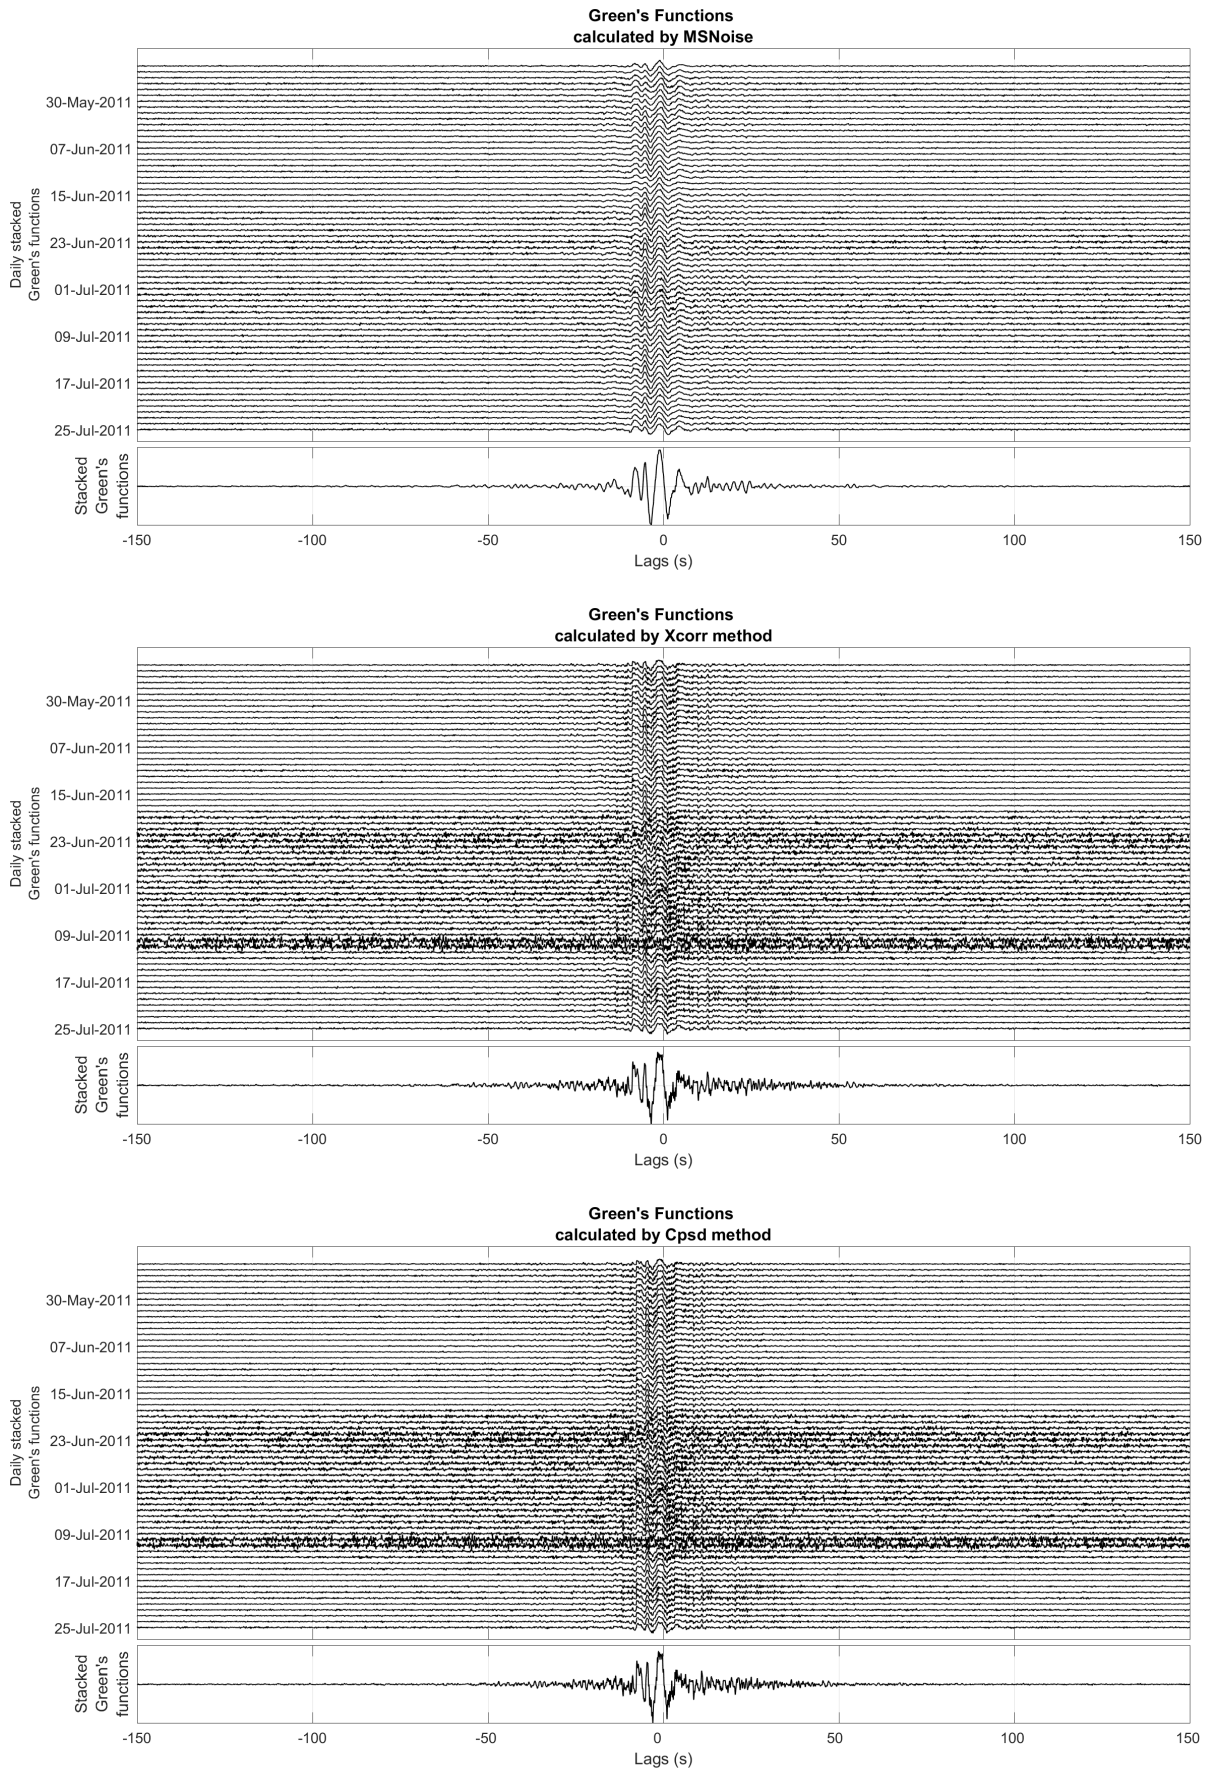 Green's Functions
calculated by MSNoise
Daily stacked
Green's functions
30-May-2011
07-Jun-2011
15-Jun-2011
23-Jun-2011
01-Jul-2011
09-Jul-2011
17-Jul-2011
25-Jul-2011
Stacked
Green's
functions
-150 -100 -50 0 50 100 150
Lags (s)
Green's Functions
calculated by Xcorr method
Daily stacked
Green's functions
30-May-2011
07-Jun-2011
15-Jun-2011
23-Jun-2011
01-Jul-2011
09-Jul-2011
17-Jul-2011
25-Jul-2011
Stacked
Green's
functions
-150 -100 -50 0 50 100 150
Lags (s)
Green's Functions
calculated by Cpsd method
Daily stacked
Green's functions
30-May-2011
07-Jun-2011
15-Jun-2011
23-Jun-2011
01-Jul-2011
09-Jul-2011
17-Jul-2011
25-Jul-2011
Stacked
Green's
functions
-150 -100 -50 0 50 100 150
Lags (s)